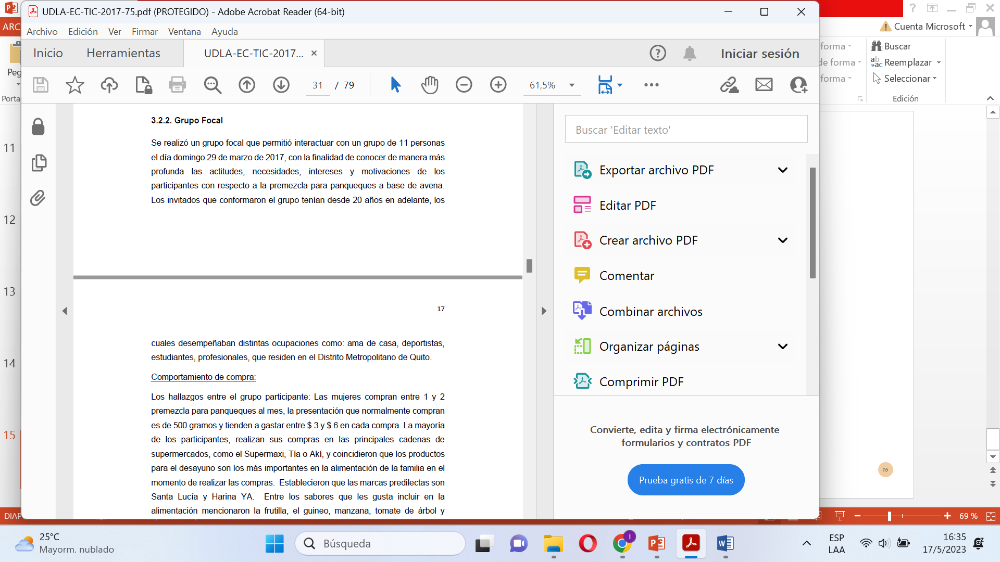 UDLA-EC-TIC-2017-75.pdf (PROTEGIDO) - Adobe Acrobat Reader (64-bit)
ARC
Cuenta Microsoft
Archivo Edición Ver Firmar Ventana Ayuda
Inicio Herramientas UDLA-EC-TIC-2017... Iniciar sesión
31 / 79 61,5%
Peg
Porta
forma
de forma
forma
Buscar
Reemplazar
Seleccionar
Edición
11
12
13
14
15
3.2.2. Grupo Focal
Se realizó un grupo focal que permitió interactuar con un grupo de 11 personas
el día domingo 29 de marzo de 2017, con la finalidad de conocer de manera más
profunda las actitudes, necesidades, intereses y motivaciones de los
participantes con respecto a la premezcla para panqueques a base de avena.
Los invitados que conformaron el grupo tenían desde 20 años en adelante, los
17
cuales desempeñaban distintas ocupaciones como: ama de casa, deportistas,
estudiantes, profesionales, que residen en el Distrito Metropolitano de Quito.
Comportamiento de compra:
Los hallazgos entre el grupo participante: Las mujeres compran entre 1 y 2
premezcla para panqueques al mes, la presentación que normalmente compran
es de 500 gramos y tienden a gastar entre $ 3 y $ 6 en cada compra. La mayoría
de los participantes, realizan sus compras en las principales cadenas de
supermercados, como el Supermaxi, Tía o Akí, y coincidieron que los productos
para el desayuno son los más importantes en la alimentación de la familia en el
momento de realizar las compras. Establecieron que las marcas predilectas son
Santa Lucía y Harina YA. Entre los sabores que les gusta incluir en la
alimentación mencionaron la frutilla, el guineo, manzana, tomate de árbol y
Buscar 'Editar texto'
Exportar archivo PDF
Editar PDF
Crear archivo PDF
Comentar
Combinar archivos
Organizar páginas
Comprimir PDF
Convierte, edita y firma electrónicamente
formularios y contratos PDF
Prueba gratis de 7 días
15
DIAP
69 %
25°C
Mayorm. nublado
Búsqueda
ESP
LAA
16:35
17/5/2023